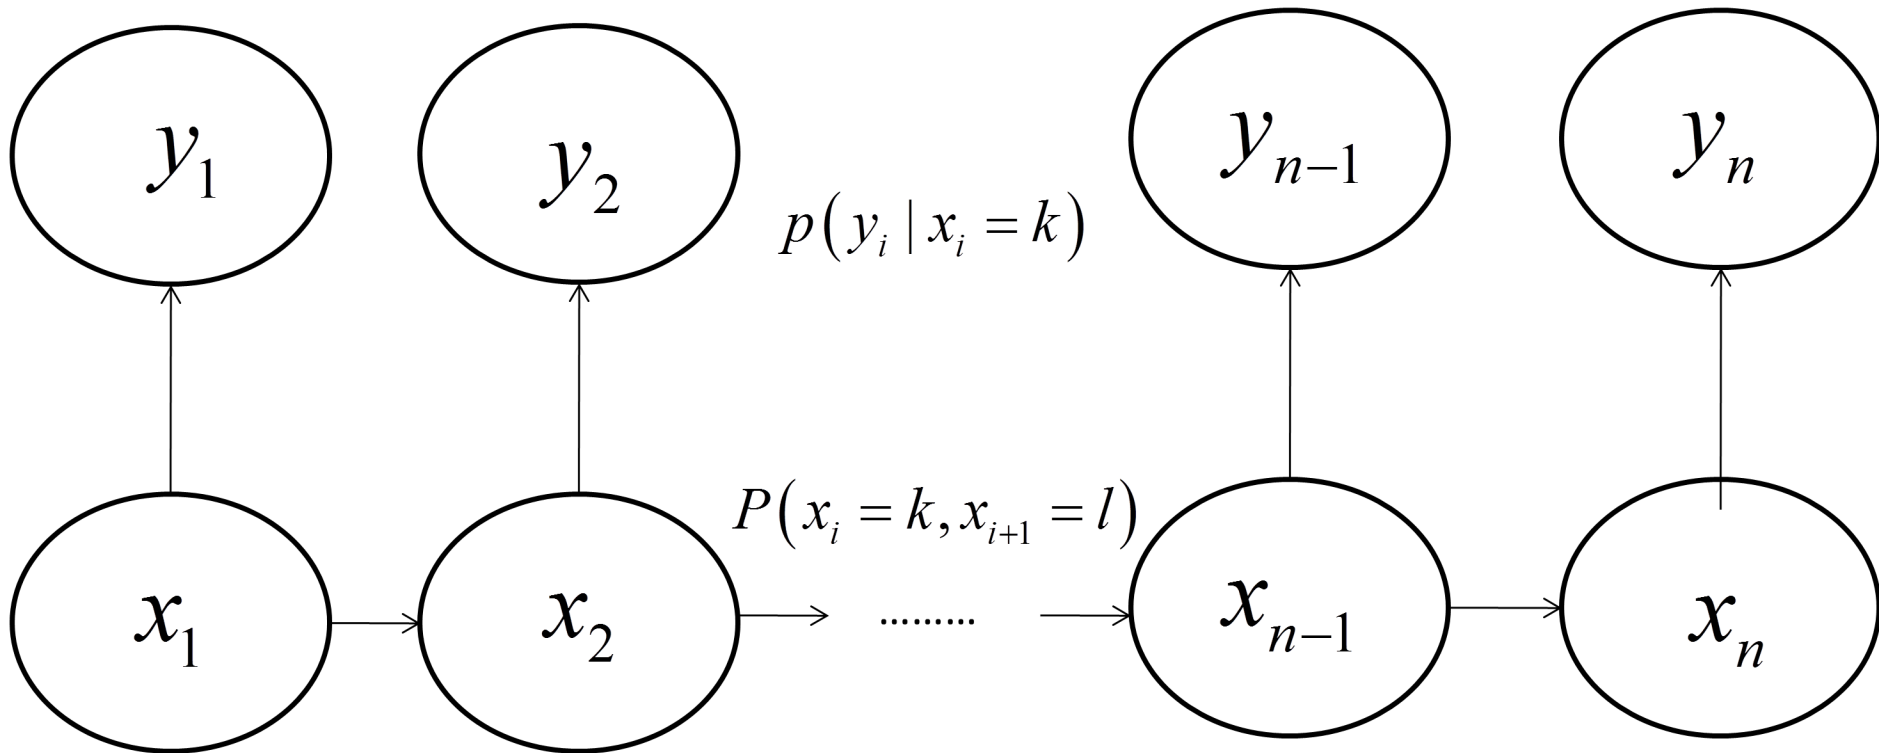 y₁ y₂ yₙ₋₁ yₙ
p(yᵢ | xᵢ = k)
P(xᵢ = k, xᵢ₊₁ = l)
x₁ x₂ ......... xₙ₋₁ xₙ